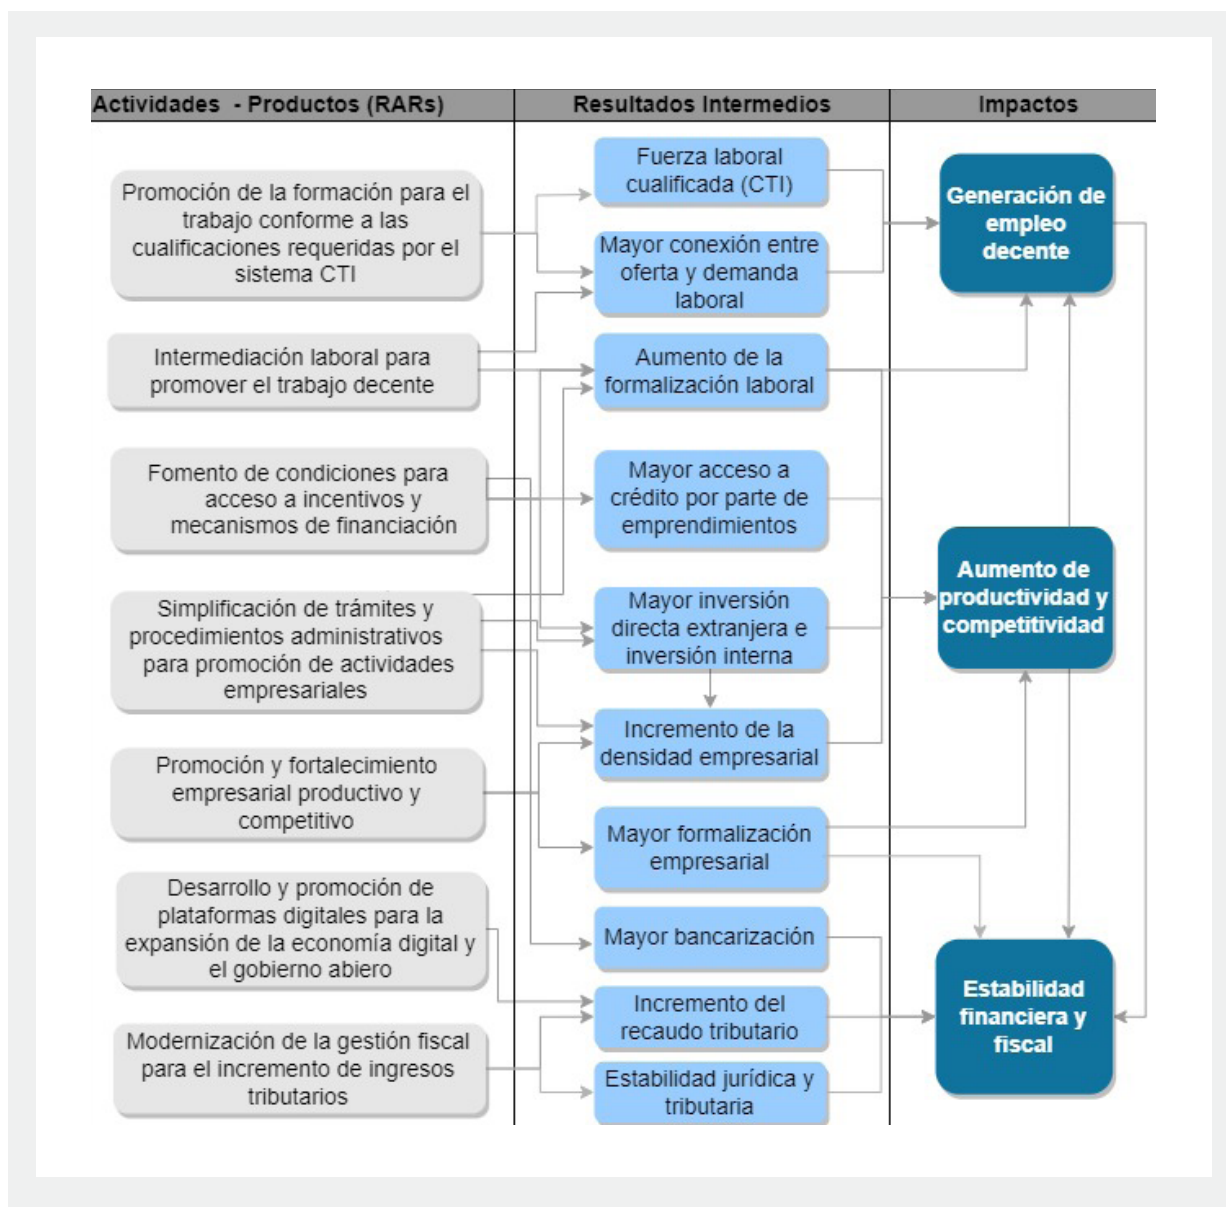 Actividades - Productos (RARs)
Resultados Intermedios
Impactos
Promoción de la formación para el
trabajo conforme a las
cualificaciones requeridas por el
sistema CTI
Intermediación laboral para
promover el trabajo decente
Fomento de condiciones para
acceso a incentivos y
mecanismos de financiación
Simplificación de trámites y
procedimientos administrativos
para promoción de actividades
empresariales
Promoción y fortalecimiento
empresarial productivo y
competitivo
Desarrollo y promoción de
plataformas digitales para la
expansión de la economía digital y
el gobierno abiero
Modernización de la gestión fiscal
para el incremento de ingresos
tributarios
Fuerza laboral
cualificada (CTI)
Mayor conexión entre
oferta y demanda
laboral
Aumento de la
formalización laboral
Mayor acceso a
crédito por parte de
emprendimientos
Mayor inversión
directa extranjera e
inversión interna
Incremento de la
densidad empresarial
Mayor formalización
empresarial
Mayor bancarización
Incremento del
recaudo tributario
Estabilidad jurídica y
tributaria
Generación de
empleo
decente
Aumento de
productividad y
competitividad
Estabilidad
financiera y
fiscal